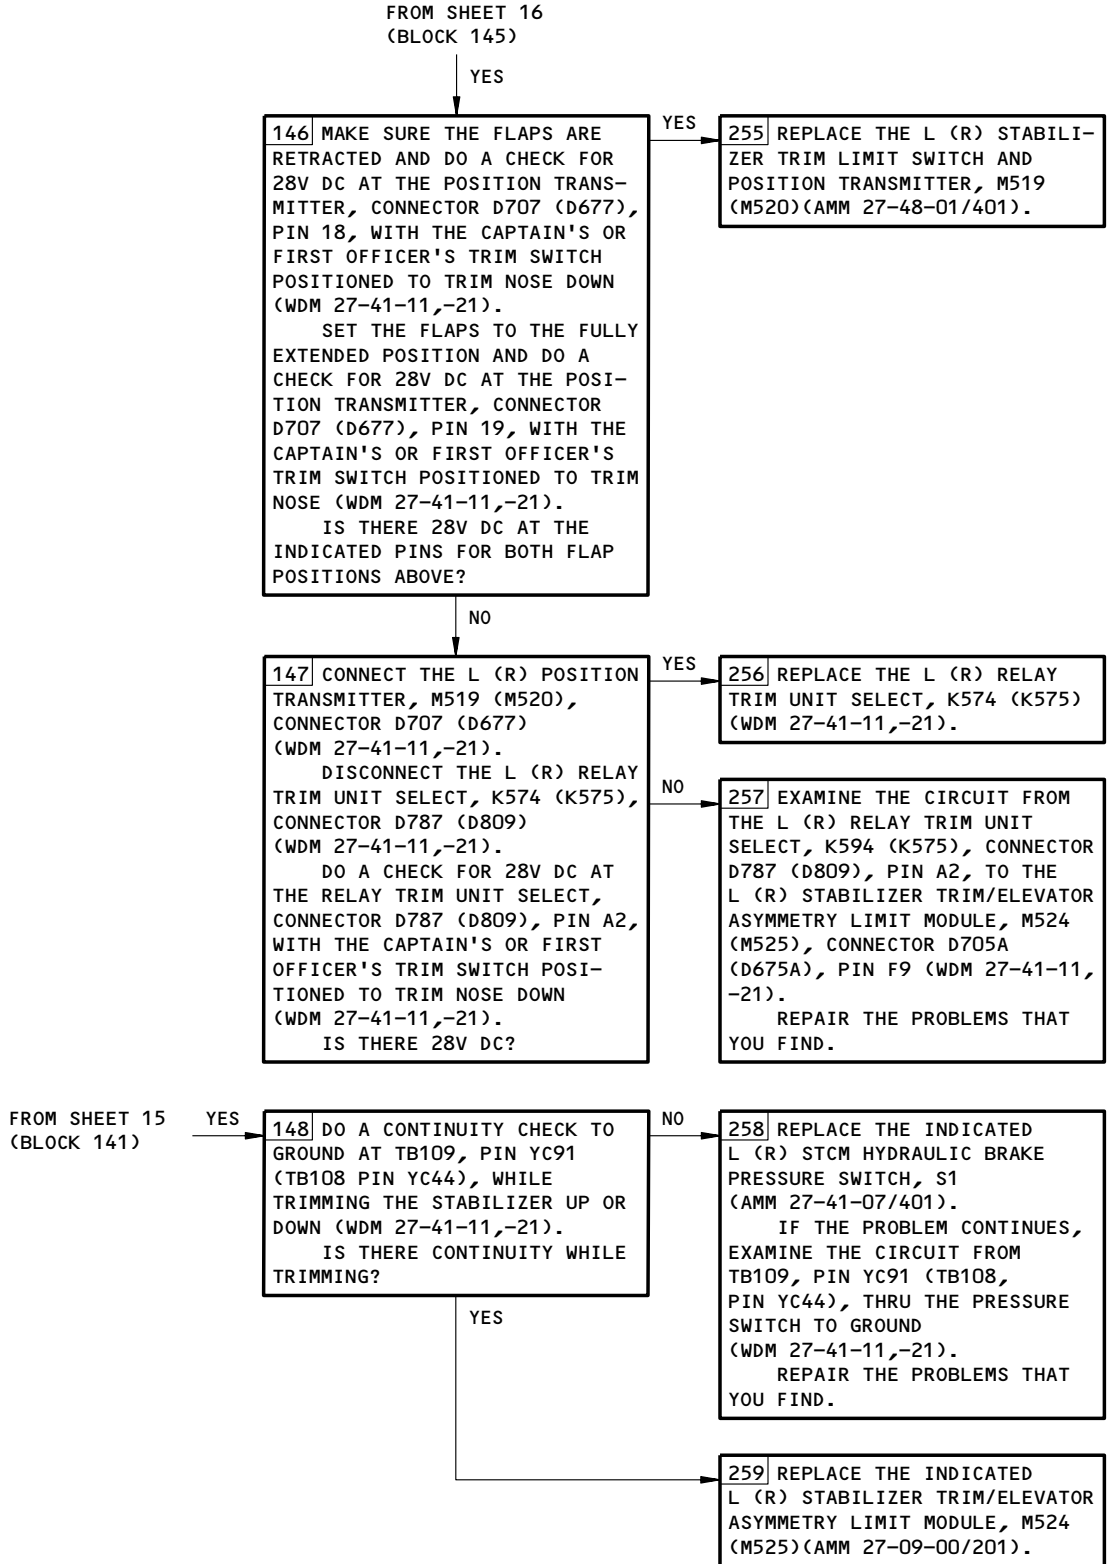 FROM SHEET 16
(BLOCK 145)
YES
146 MAKE SURE THE FLAPS ARE
RETRACTED AND DO A CHECK FOR
28V DC AT THE POSITION TRANS-
MITTER, CONNECTOR D707 (D677),
PIN 18, WITH THE CAPTAIN'S OR
FIRST OFFICER'S TRIM SWITCH
POSITIONED TO TRIM NOSE DOWN
(WDM 27-41-11,-21).
SET THE FLAPS TO THE FULLY
EXTENDED POSITION AND DO A
CHECK FOR 28V DC AT THE POSI-
TION TRANSMITTER, CONNECTOR
D707 (D677), PIN 19, WITH THE
CAPTAIN'S OR FIRST OFFICER'S
TRIM SWITCH POSITIONED TO TRIM
NOSE (WDM 27-41-11,-21).
IS THERE 28V DC AT THE
INDICATED PINS FOR BOTH FLAP
POSITIONS ABOVE?
YES
255 REPLACE THE L (R) STABILI-
ZER TRIM LIMIT SWITCH AND
POSITION TRANSMITTER, M519
(M520)(AMM 27-48-01/401).
NO
147 CONNECT THE L (R) POSITION
TRANSMITTER, M519 (M520),
CONNECTOR D707 (D677)
(WDM 27-41-11,-21).
DISCONNECT THE L (R) RELAY
TRIM UNIT SELECT, K574 (K575),
CONNECTOR D787 (D809)
(WDM 27-41-11,-21).
DO A CHECK FOR 28V DC AT
THE RELAY TRIM UNIT SELECT,
CONNECTOR D787 (D809), PIN A2,
WITH THE CAPTAIN'S OR FIRST
OFFICER'S TRIM SWITCH POSI-
TIONED TO TRIM NOSE DOWN
(WDM 27-41-11,-21).
IS THERE 28V DC?
YES
256 REPLACE THE L (R) RELAY
TRIM UNIT SELECT, K574 (K575)
(WDM 27-41-11,-21).
NO
257 EXAMINE THE CIRCUIT FROM
THE L (R) RELAY TRIM UNIT
SELECT, K594 (K575), CONNECTOR
D787 (D809), PIN A2, TO THE
L (R) STABILIZER TRIM/ELEVATOR
ASYMMETRY LIMIT MODULE, M524
(M525), CONNECTOR D705A
(D675A), PIN F9 (WDM 27-41-11,
-21).
REPAIR THE PROBLEMS THAT
YOU FIND.
FROM SHEET 15
(BLOCK 141)
YES
148 DO A CONTINUITY CHECK TO
GROUND AT TB109, PIN YC91
(TB108 PIN YC44), WHILE
TRIMMING THE STABILIZER UP OR
DOWN (WDM 27-41-11,-21).
IS THERE CONTINUITY WHILE
TRIMMING?
NO
258 REPLACE THE INDICATED
L (R) STCM HYDRAULIC BRAKE
PRESSURE SWITCH, S1
(AMM 27-41-07/401).
IF THE PROBLEM CONTINUES,
EXAMINE THE CIRCUIT FROM
TB109, PIN YC91 (TB108,
PIN YC44), THRU THE PRESSURE
SWITCH TO GROUND
(WDM 27-41-11,-21).
REPAIR THE PROBLEMS THAT
YOU FIND.
YES
259 REPLACE THE INDICATED
L (R) STABILIZER TRIM/ELEVATOR
ASYMMETRY LIMIT MODULE, M524
(M525)(AMM 27-09-00/201).